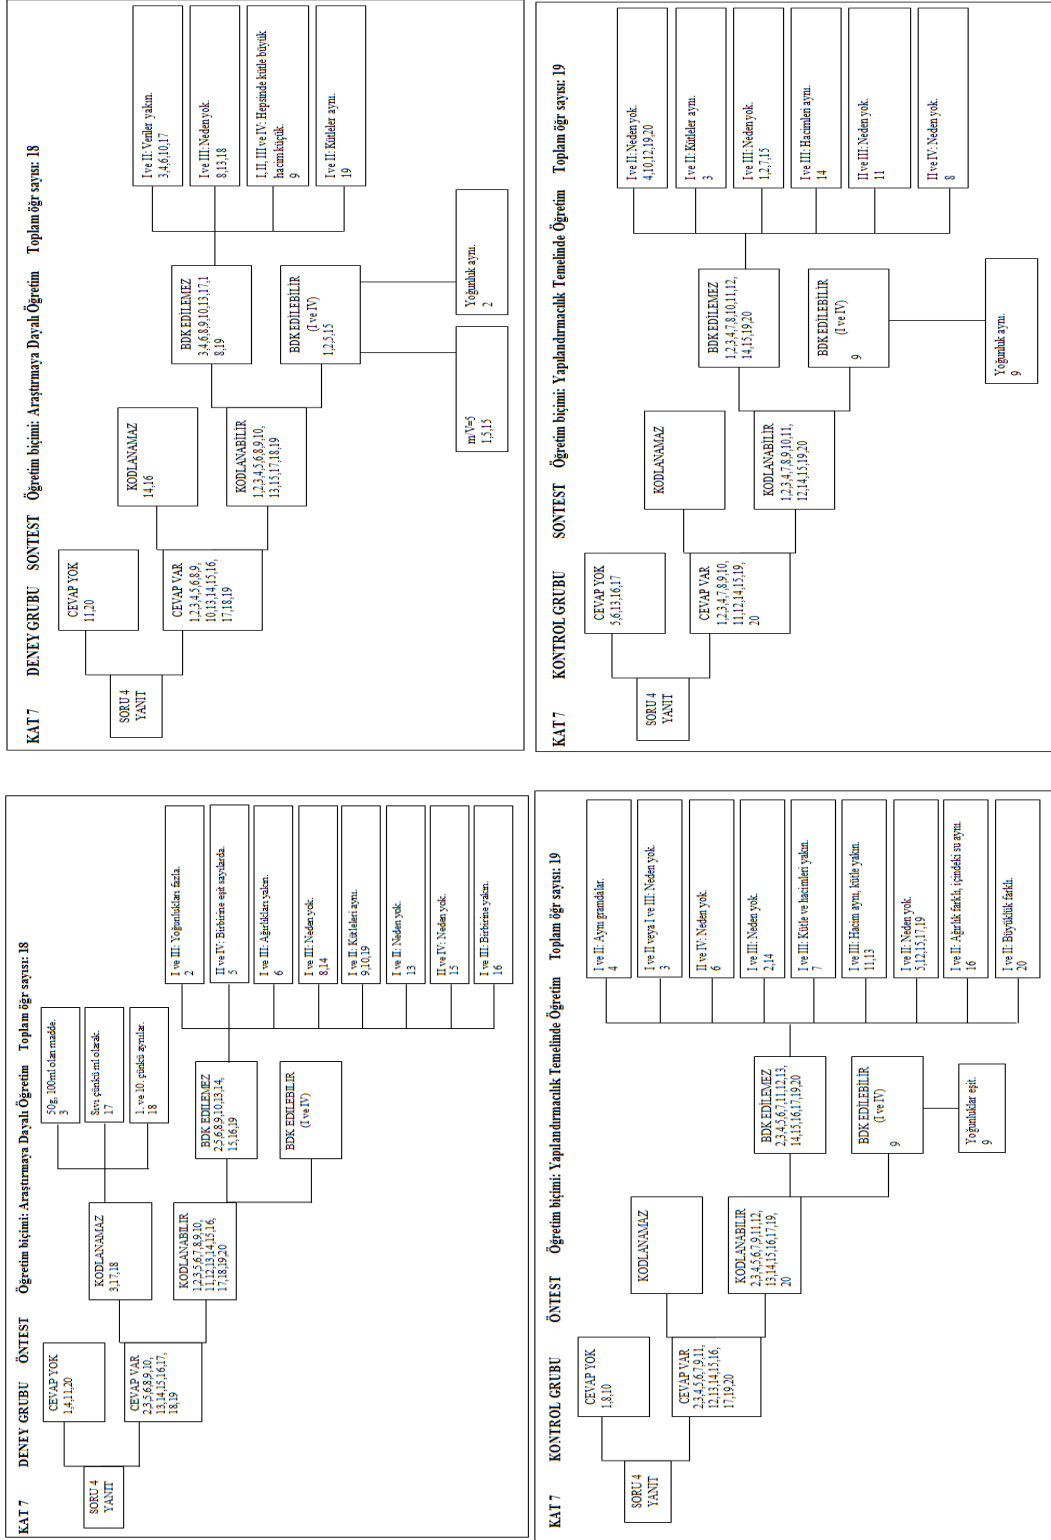 KAT 7 DENEY GRUBU ÖNTEST Öğretim biçimi: Araştırmaya Dayalı Öğretim Toplam öğr sayısı: 18
SORU 4
YANIT
CEVAP YOK
1,4,11,20
CEVAP VAR
2,3,5,6,8,9,10,
13,14,15,16,17,
18,19
KODLANAMAZ
3,17,18
KODLANABILIR
1,2,3,5,6,7,8,9,10,
11,12,13,14,15,16,
17,18,19,20
50g, 100ml olan madde.
3
Sıvı çünkü ml olarak.
17
1. ve 10. çünkü aynılar.
18
BDK EDILEMEZ
2,5,6,8,9,10,13,14,
15,16,19
BDK EDILEBILIR
(I ve IV)
I ve III: Yoğunlukları fazla.
2
II ve IV: Birbirine eşit sayılarda.
5
I ve III: Ağırlıkları yakın.
6
I ve III: Neden yok.
8,14
I ve II: Kütleleri aynı.
9,10,19
I ve II: Neden yok.
13
II ve IV: Neden yok.
15
I ve III: Birbirine yakın.
16
KAT 7 DENEY GRUBU SONTEST Öğretim biçimi: Araştırmaya Dayalı Öğretim Toplam öğr sayısı: 18
SORU 4
YANIT
CEVAP YOK
11,20
CEVAP VAR
1,2,3,4,5,6,8,9,
10,13,14,15,16,
17,18,19
KODLANAMAZ
14,16
KODLANABİLİR
1,2,3,4,5,6,8,9,10,
13,15,17,18,19
BDK EDİLEMEZ
3,4,6,8,9,10,13,17,1
8,19
BDK EDİLEBİLİR
(I ve IV)
1,2,5,15
I ve II: Veriler yakın.
3,4,6,10,17
I ve III: Neden yok.
8,13,18
I, II, III ve IV: Hepsinde kütle büyük
hacim küçük.
9
I ve II: Kütleler aynı.
19
m/V=5
1,5,15
Yoğunluk aynı.
2
KAT 7 KONTROL GRUBU ÖNTEST Öğretim biçimi: Yapılandırmacılık Temelinde Öğretim Toplam öğr sayısı: 19
SORU 4
YANIT
CEVAP YOK
1,8,10
CEVAP VAR
2,3,4,5,6,7,9,11,
12,13,14,15,16,
17,19,20
KODLANAMAZ
KODLANABİLİR
2,3,4,5,6,7,9,11,12,
13,14,15,16,17,19,
20
BDK EDİLEMEZ
2,3,4,5,6,7,11,12,13,
14,15,16,17,19,20
BDK EDİLEBİLİR
(I ve IV)
9
Yoğunluklar eşit.
9
I ve II: Aynı gramdalar.
4
I ve II veya I ve III: Neden yok.
3
III ve IV: Neden yok.
6
I ve III: Neden yok.
2,14
I ve III: Kütle ve hacimleri yakın.
7
I ve III: Hacim aynı, kütle yakın.
11,13
I ve II: Neden yok.
5,12,15,17,19
I ve II: Ağırlık farklı, içindeki su aynı.
16
I ve II: Büyüklük farklı.
20
KAT 7 KONTROL GRUBU SONTEST Öğretim biçimi: Yapılandırmacılık Temelinde Öğretim Toplam öğr sayısı: 19
SORU 4
YANIT
CEVAP YOK
5,6,13,16,17
CEVAP VAR
1,2,3,4,7,8,9,10,
11,12,14,15,19,
20
KODLANAMAZ
KODLANABİLİR
1,2,3,4,7,8,9,10,11,
12,14,15,19,20
BDK EDİLEMEZ
1,2,3,4,7,8,10,11,12,
14,15,19,20
BDK EDİLEBİLİR
(I ve IV)
9
Yoğunluk aynı.
9
I ve II: Neden yok.
4,10,12,19,20
I ve II: Kütleler aynı.
3
I ve III: Neden yok.
1,2,7,15
I ve III: Hacimleri aynı.
14
II ve III: Neden yok.
11
II ve IV: Neden yok.
8